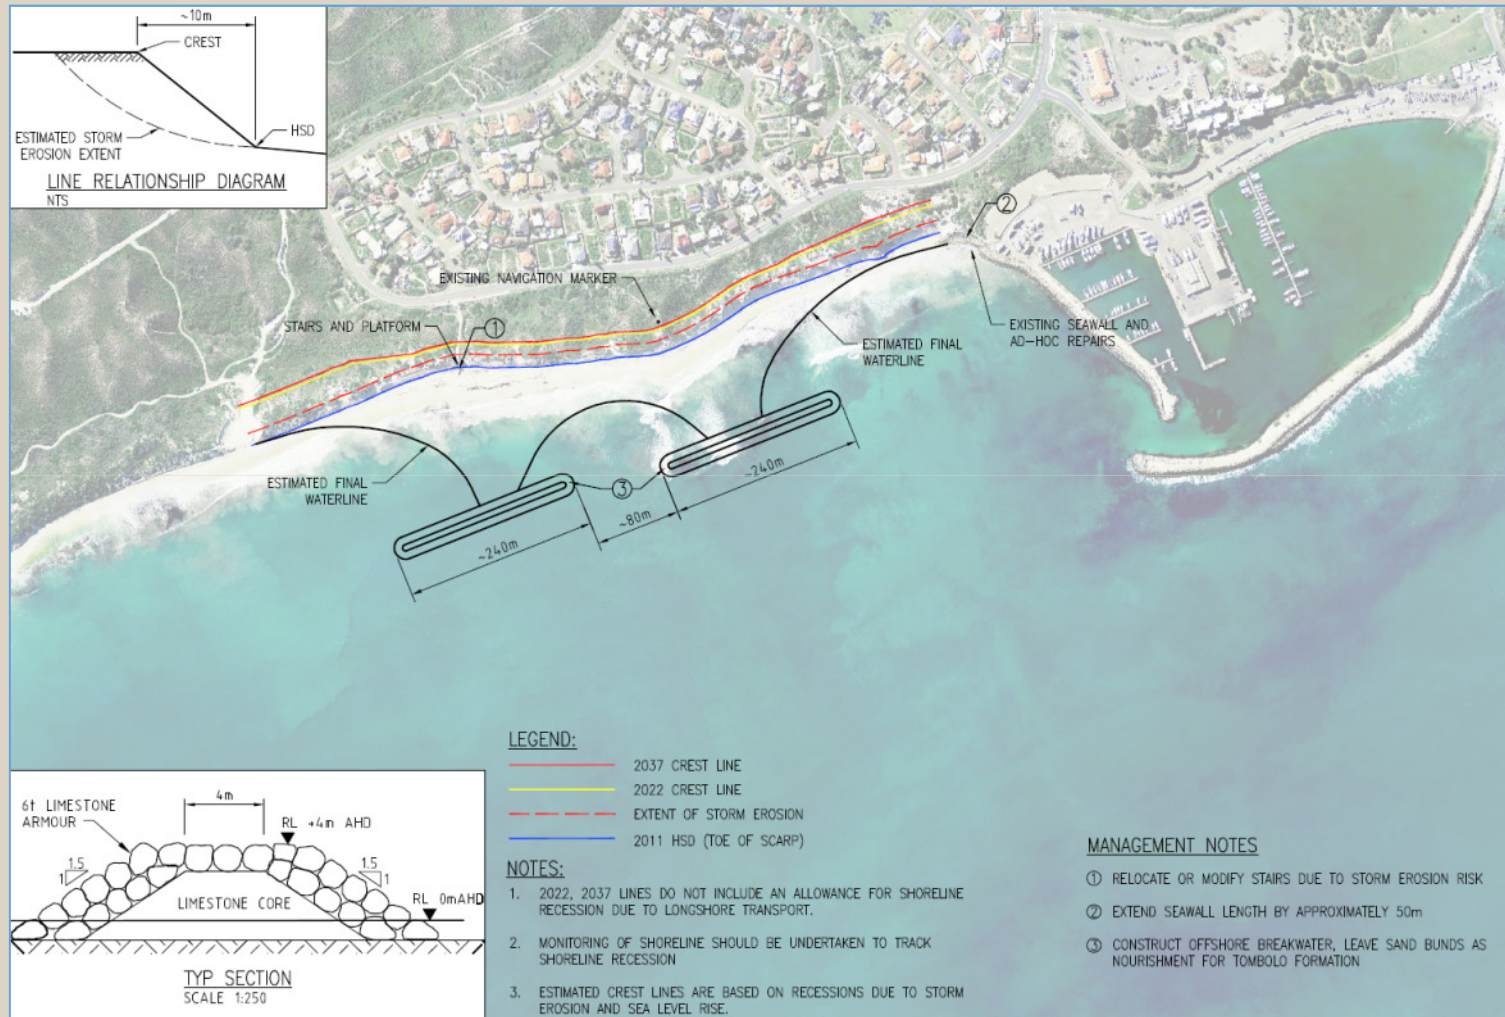 ~10m
CREST
HSD
ESTIMATED STORM
EROSION EXTENT
LINE RELATIONSHIP DIAGRAM
NTS
②
EXISTING NAVIGATION MARKER
STAIRS AND PLATFORM
①
EXISTING SEAWALL AND
AD-HOC REPAIRS
ESTIMATED FINAL
WATERLINE
ESTIMATED FINAL
WATERLINE
③
~240m
~80m
~240m
LEGEND:
2037 CREST LINE
2022 CREST LINE
EXTENT OF STORM EROSION
2011 HSD (TOE OF SCARP)
NOTES:
1. 2022, 2037 LINES DO NOT INCLUDE AN ALLOWANCE FOR SHORELINE
RECESSION DUE TO LONGSHORE TRANSPORT.
2. MONITORING OF SHORELINE SHOULD BE UNDERTAKEN TO TRACK
SHORELINE RECESSION
3. ESTIMATED CREST LINES ARE BASED ON RECESSIONS DUE TO STORM
EROSION AND SEA LEVEL RISE.
MANAGEMENT NOTES
① RELOCATE OR MODIFY STAIRS DUE TO STORM EROSION RISK
② EXTEND SEAWALL LENGTH BY APPROXIMATELY 50m
③ CONSTRUCT OFFSHORE BREAKWATER, LEAVE SAND BUNDS AS
NOURISHMENT FOR TOMBOLO FORMATION
4m
6t LIMESTONE
ARMOUR
RL +4m AHD
1.5
1
1.5
1
LIMESTONE CORE
RL 0mAHD
TYP SECTION
SCALE 1:250